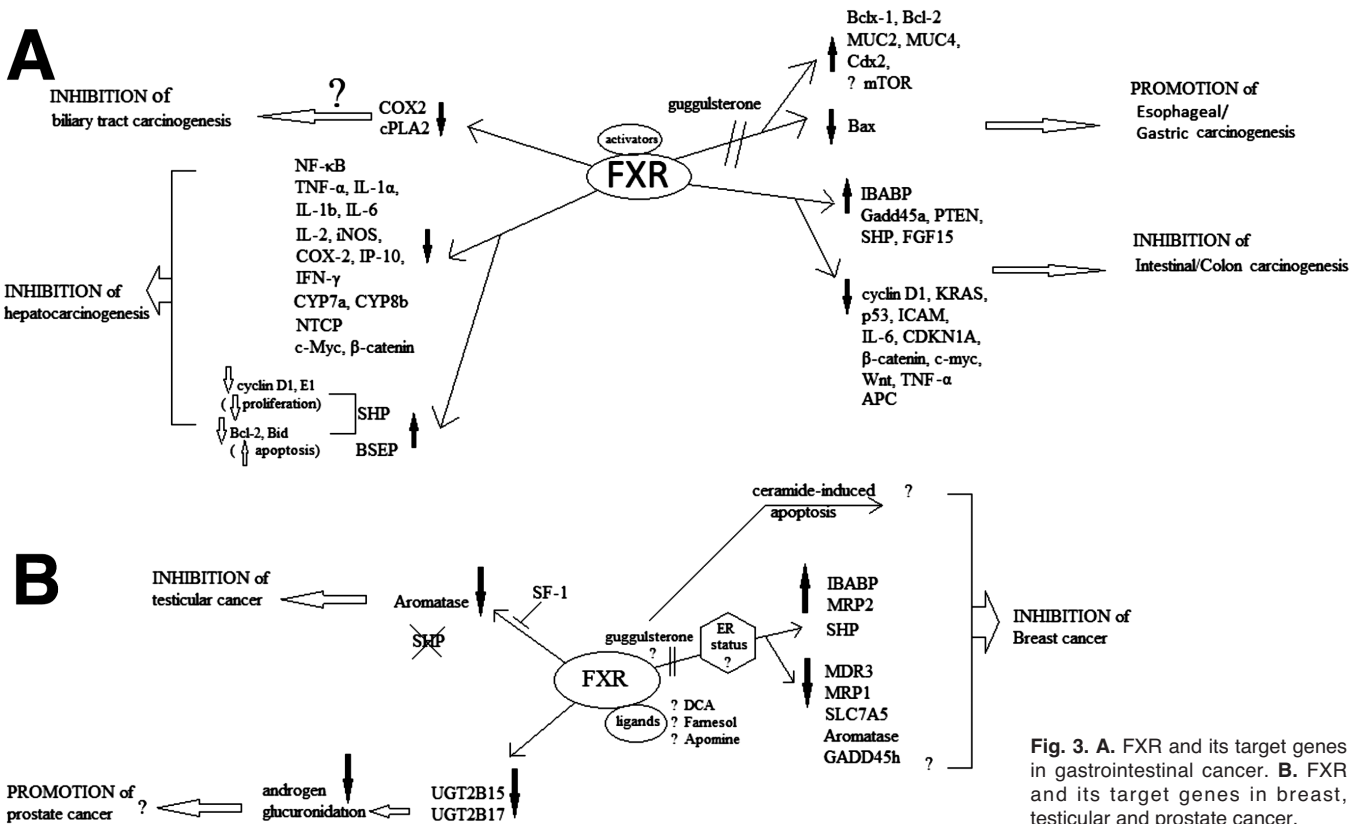 A
INHIBITION of
biliary tract carcinogenesis
?
COX2
cPLA2
NF-κB
TNF-α, IL-1α,
IL-1b, IL-6
IL-2, iNOS,
COX-2, IP-10,
IFN-γ
CYP7a, CYP8b
NTCP
c-Myc, β-catenin
INHIBITION of
hepatocarcinogenesis
cyclin D1, E1
( proliferation)
Bcl-2, Bid
( apoptosis)
SHP
BSEP
activators
FXR
guggulsterone
Bclx-1, Bcl-2
MUC2, MUC4,
Cdx2,
? mTOR
Bax
PROMOTION of
Esophageal/
Gastric carcinogenesis
IBABP
Gadd45a, PTEN,
SHP, FGF15
cyclin D1, KRAS,
p53, ICAM,
IL-6, CDKN1A,
β-catenin, c-myc,
Wnt, TNF-α
APC
INHIBITION of
Intestinal/Colon carcinogenesis
B
INHIBITION of
testicular cancer
Aromatase
SHP
SF-1
FXR
ligands
? DCA
? Farnesol
? Apomine
guggulsterone
?
ER
status
?
ceramide-induced
apoptosis
?
IBABP
MRP2
SHP
MDR3
MRP1
SLC7A5
Aromatase
GADD45h
?
INHIBITION of
Breast cancer
PROMOTION of
prostate cancer
?
androgen
glucuronidation
UGT2B15
UGT2B17
Fig. 3. A. FXR and its target genes
in gastrointestinal cancer. B. FXR
and its target genes in breast,
testicular and prostate cancer.